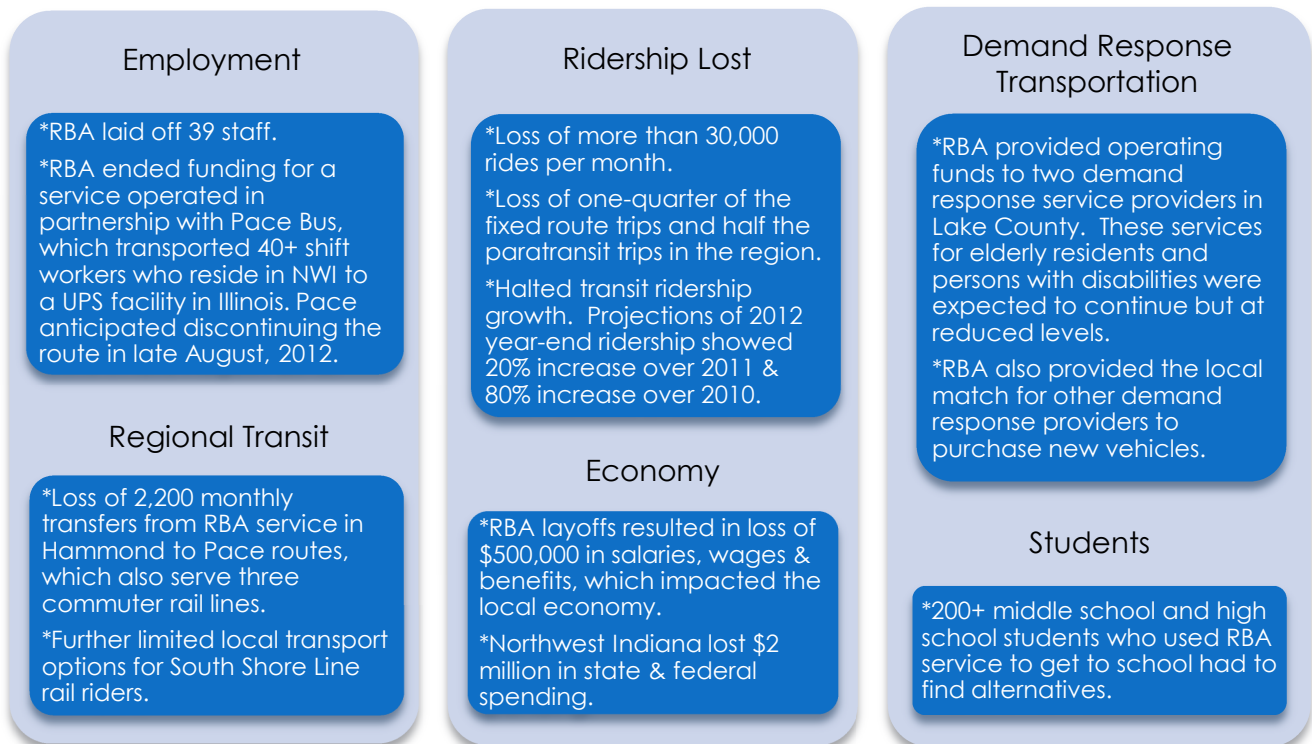 Employment
*RBA laid off 39 staff.
*RBA ended funding for a
service operated in
partnership with Pace Bus,
which transported 40+ shift
workers who reside in NWI to
a UPS facility in Illinois. Pace
anticipated discontinuing the
route in late August, 2012.
Regional Transit
*Loss of 2,200 monthly
transfers from RBA service in
Hammond to Pace routes,
which also serve three
commuter rail lines.
*Further limited local transport
options for South Shore Line
rail riders.
Ridership Lost
*Loss of more than 30,000
rides per month.
*Loss of one-quarter of the
fixed route trips and half the
paratransit trips in the region.
*Halted transit ridership
growth.  Projections of 2012
year-end ridership showed
20% increase over 2011 &
80% increase over 2010.
Economy
*RBA layoffs resulted in loss of
$500,000 in salaries, wages &
benefits, which impacted the
local economy.
*Northwest Indiana lost $2
million in state & federal
spending.
Demand Response
Transportation
*RBA provided operating
funds to two demand
response service providers in
Lake County.  These services
for elderly residents and
persons with disabilities were
expected to continue but at
reduced levels.
*RBA also provided the local
match for other demand
response providers to
purchase new vehicles.
Students
*200+ middle school and high
school students who used RBA
service to get to school had to
find alternatives.